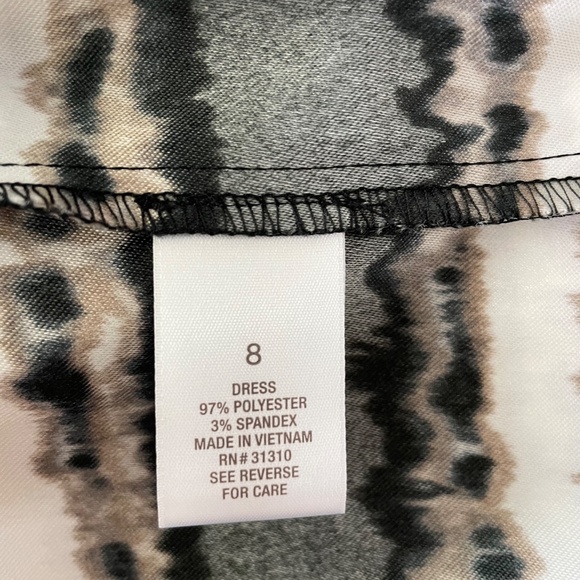 8
DRESS
97% POLYESTER
3% SPANDEX
MADE IN VIETNAM
RN# 31310
SEE REVERSE
FOR CARE